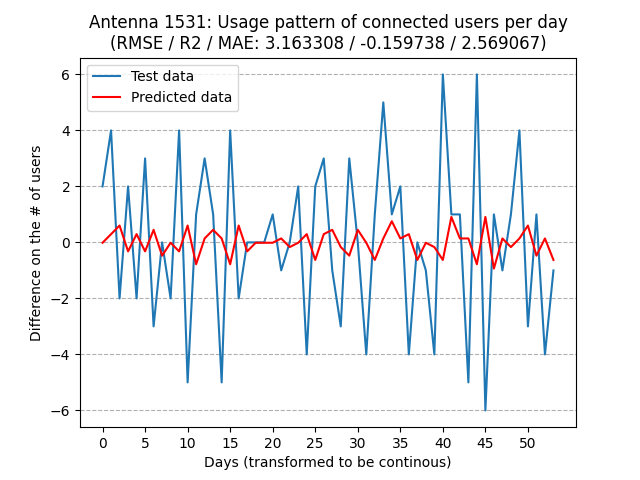 Antenna 1531: Usage pattern of connected users per day
(RMSE / R2 / MAE: 3.163308 / -0.159738 / 2.569067)
Test data
Predicted data
Difference on the # of users
6
4
2
0
−2
−4
−6
0 5 10 15 20 25 30 35 40 45 50
Days (transformed to be continous)